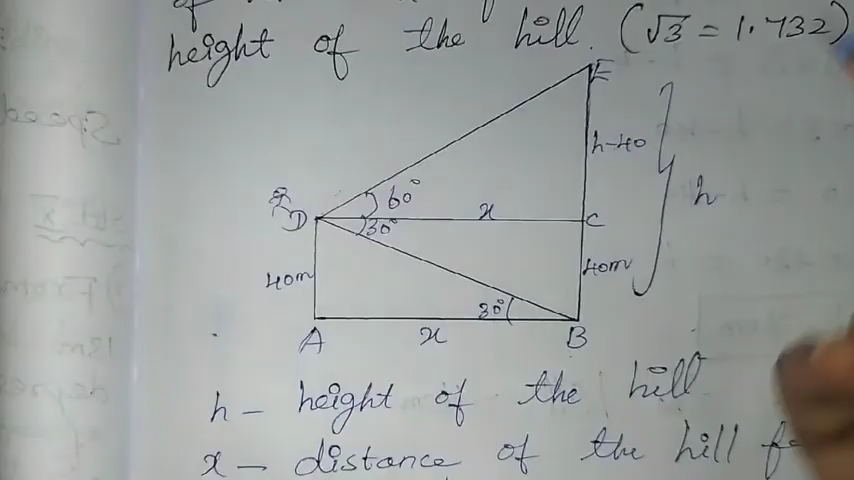 height of the hill. (√3 = 1.732)
E
h-40
60°
h
D
x
C
30°
40m
40m
30°
A
x
B
h - height of the hill
x - distance of the hill